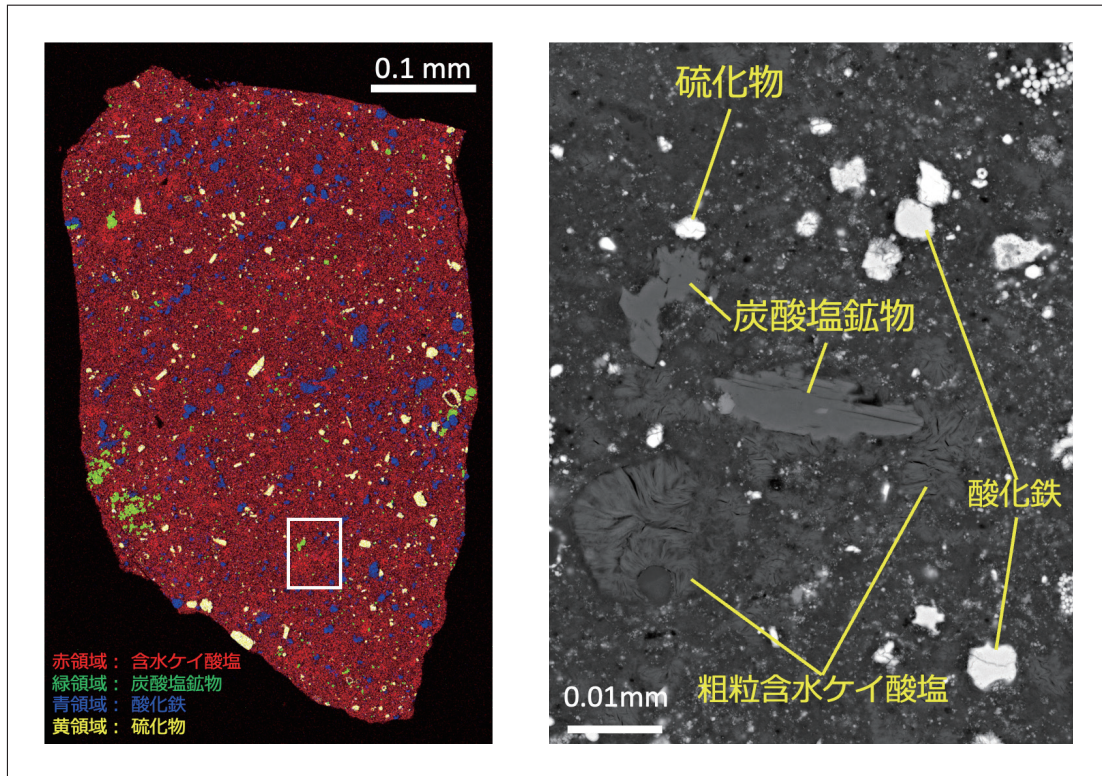 0.1 mm
赤領域： 含水ケイ酸塩
緑領域： 炭酸塩鉱物
青領域： 酸化鉄
黄領域： 硫化物
硫化物
炭酸塩鉱物
酸化鉄
粗粒含水ケイ酸塩
0.01mm